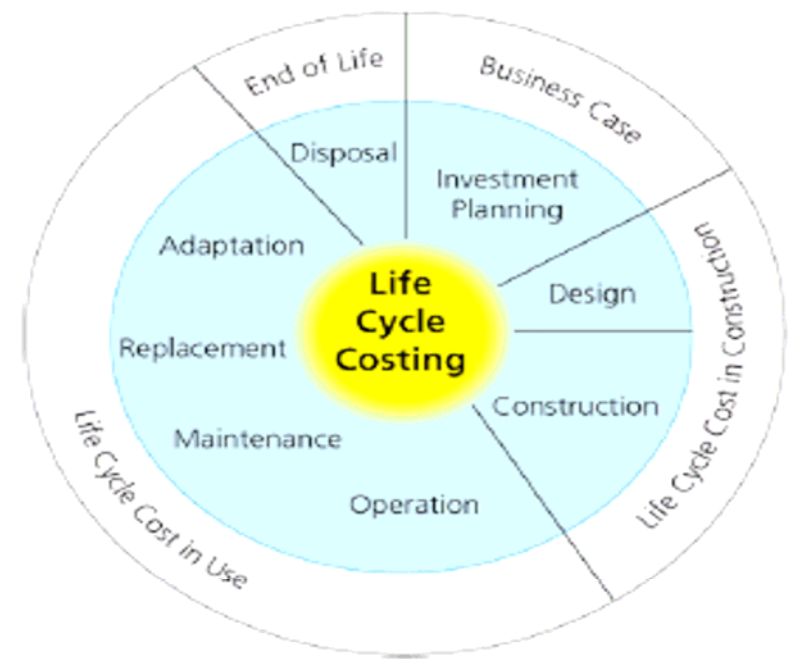 End of Life
Business Case
Disposal
Investment
Planning
Adaptation
Life
Cycle
Costing
Design
Life Cycle Cost in Construction
Replacement
Construction
Maintenance
Life Cycle Cost in Use
Operation